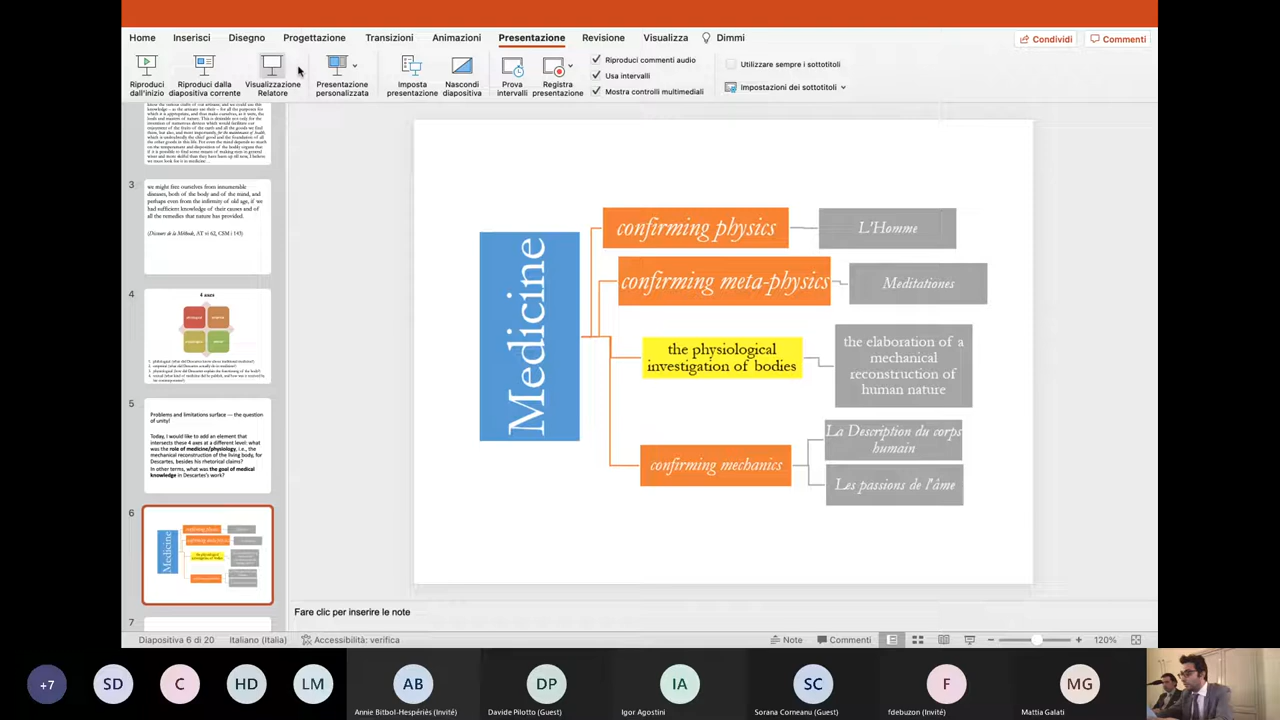 Home Inserisci Disegno Progettazione Transizioni Animazioni Presentazione Revisione Visualizza Dimmi
Condividi Commenti
Riproduci dall'inizio
Riproduci dalla diapositiva corrente
Visualizzazione Relatore
Presentazione personalizzata
Imposta presentazione
Nascondi diapositiva
Prova intervalli
Registra presentazione
Riproduci commenti audio
Usa intervalli
Mostra controlli multimediali
Utilizzare sempre i sottotitoli
Impostazioni dei sottotitoli
3
we might free ourselves from innumerable
diseases, both of the body and of the mind, and
perhaps even from the infirmity of old age, if we
had sufficient knowledge of their causes and of
all the remedies that nature has provided.
(Discours de la Méthode, AT vi 62, CSM i 143)
4
4 axes
5
Problems and limitations surface — the question
of unity!
Today, I would like to add an element that
intersects these 4 axes at a different level: what
was the role of medicine/physiology, i.e., the
mechanical reconstruction of the living body, for
Descartes, besides his rhetorical claims?
In other terms, what was the goal of medical
knowledge in Descartes's work?
6
Medicine
7
Medicine
confirming physics
L'Homme
confirming meta-physics
Meditationes
the physiological
investigation of bodies
the elaboration of a
mechanical
reconstruction of
human nature
confirming mechanics
La Description du corps
humain
Les passions de l'âme
Fare clic per inserire le note
Diapositiva 6 di 20 Italiano (Italia) Accessibilità: verifica Note Commenti 120%
+7 SD C HD LM AB DP IA SC F MG
Annie Bitbol-Hespériès (Invité) Davide Pilotto (Guest) Igor Agostini Sorana Corneanu (Guest) fdebuzon (Invité) Mattia Galati